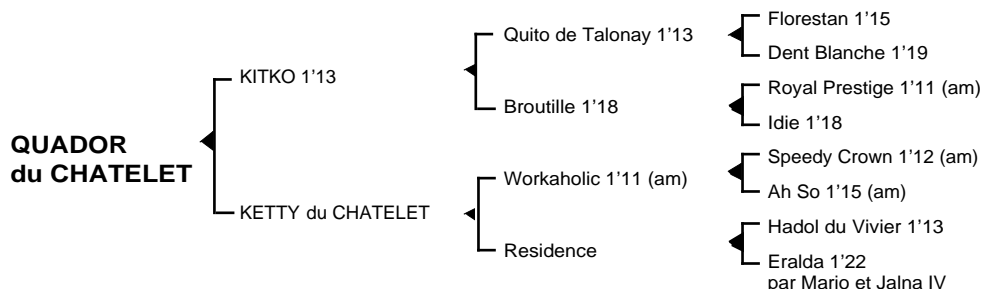 QUADOR
du CHATELET
KITKO 1’13
KETTY du CHATELET
Quito de Talonay 1’13
Broutille 1’18
Workaholic 1’11 (am)
Residence
Florestan 1’15
Dent Blanche 1’19
Royal Prestige 1’11 (am)
Idie 1’18
Speedy Crown 1’12 (am)
Ah So 1’15 (am)
Hadol du Vivier 1’13
Eralda 1’22
par Mario et Jalna IV